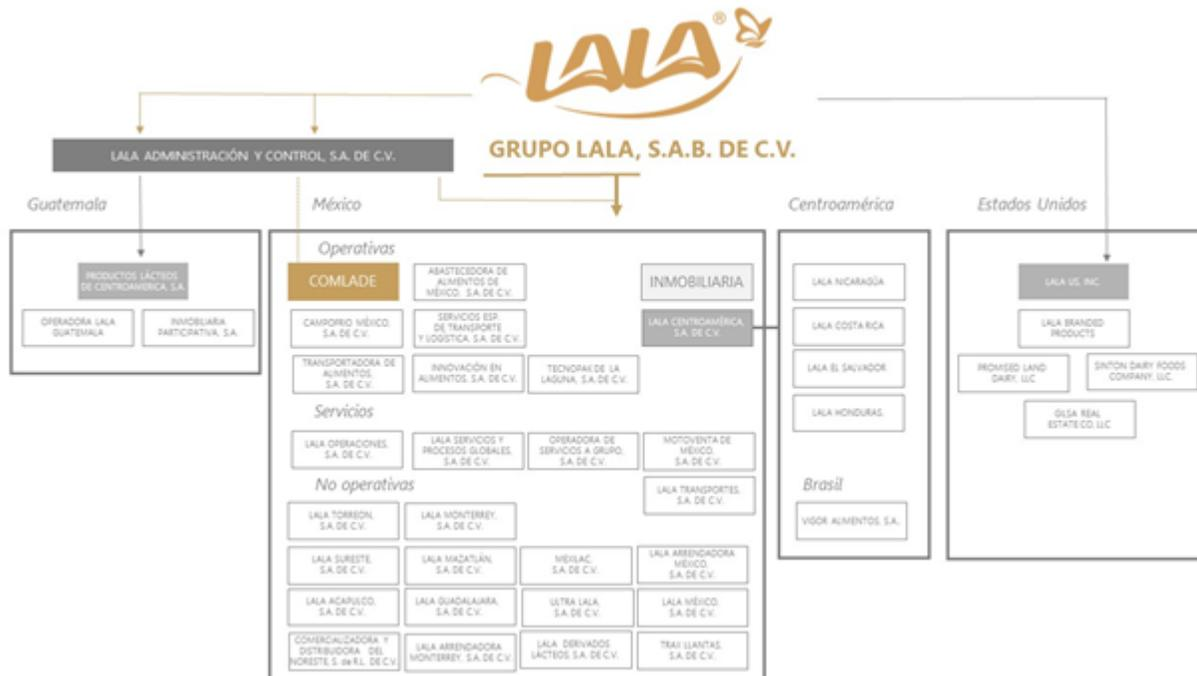 LALA®
GRUPO LALA, S.A.B. DE C.V.
LALA ADMINISTRACIÓN Y CONTROL, S.A. DE C.V.
Guatemala
PRODUCTOS LÁCTEOS
DE CENTROAMERICA, S.A.
OPERADORA LALA
GUATEMALA
INMOBILIARIA
PARTICIPATIVA, S.A.
México
Operativas
COMLADE
ABASTECEDORA DE
ALIMENTOS DE
MÉXICO, S.A. DE C.V.
INMOBILIARIA
CAMPOFRIO MÉXICO,
S.A. DE C.V.
SERVICIOS ESP.
DE TRANSPORTE
Y LOGÍSTICA, S.A. DE C.V.
LALA CENTROAMÉRICA,
S.A. DE C.V.
TRANSPORTADORA DE
ALIMENTOS,
S.A. DE C.V.
INNOVACIÓN EN
ALIMENTOS, S.A. DE C.V.
TECNOPAK DE LA
LAGUNA, S.A. DE C.V.
Servicios
LALA OPERACIONES,
S.A. DE C.V.
LALA SERVICIOS Y
PROCESOS GLOBALES,
S.A. DE C.V.
OPERADORA DE
SERVICIOS A GRUPO,
S.A. DE C.V.
MOTOVENTA DE
MÉXICO,
S.A. DE C.V.
LALA TRANSPORTES,
S.A. DE C.V.
No operativas
LALA TORREON,
S.A. DE C.V.
LALA MONTERREY,
S.A. DE C.V.
LALA SURESTE,
S.A. DE C.V.
LALA MAZATLÁN,
S.A. DE C.V.
MEXILAC,
S.A. DE C.V.
LALA ARRENDADORA
MÉXICO,
S.A. DE C.V.
LALA ACAPULCO,
S.A. DE C.V.
LALA GUADALAJARA,
S.A. DE C.V.
ULTRA LALA,
S.A. DE C.V.
LALA MÉXICO,
S.A. DE C.V.
COMERCIALIZADORA Y
DISTRIBUIDORA DEL
NORESTE, S. de R.L. DE C.V.
LALA ARRENDADORA
MONTERREY, S.A. DE C.V.
LALA DERIVADOS
LÁCTEOS, S.A. DE C.V.
TRAXI LLANTAS,
S.A. DE C.V.
Centroamérica
LALA NICARAGÜA
LALA COSTA RICA
LALA EL SALVADOR
LALA HONDURAS,
Brasil
VIGOR ALIMENTOS, S.A.
Estados Unidos
LALA US, INC.
LALA BRANDED
PRODUCTS
PROMISED LAND
DAIRY, LLC
SINTON DAIRY FOODS
COMPANY, LLC.
GILSA REAL
ESTATE CO, LLC